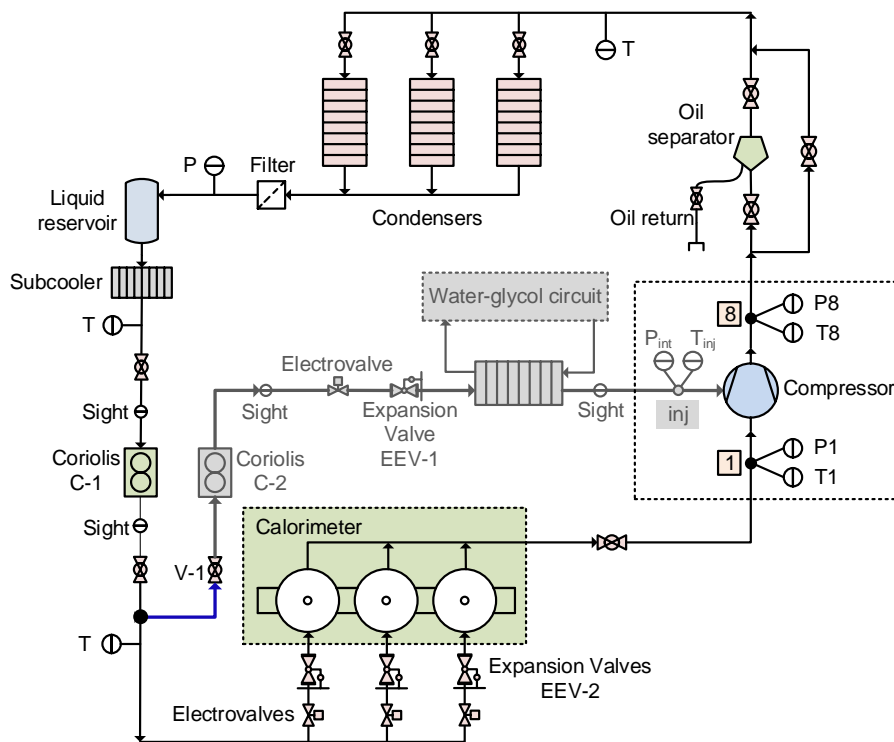 T
Oil
separator
P
Filter
Liquid
reservoir
Condensers
Oil return
Subcooler
Water-glycol circuit
8
P8
T8
T
P_int
T_inj
Electrovalve
Compressor
Sight
Sight
Expansion
Valve
EEV-1
Sight
inj
Coriolis
C-1
Coriolis
C-2
1
P1
T1
Sight
Calorimeter
V-1
T
Expansion Valves
EEV-2
Electrovalves